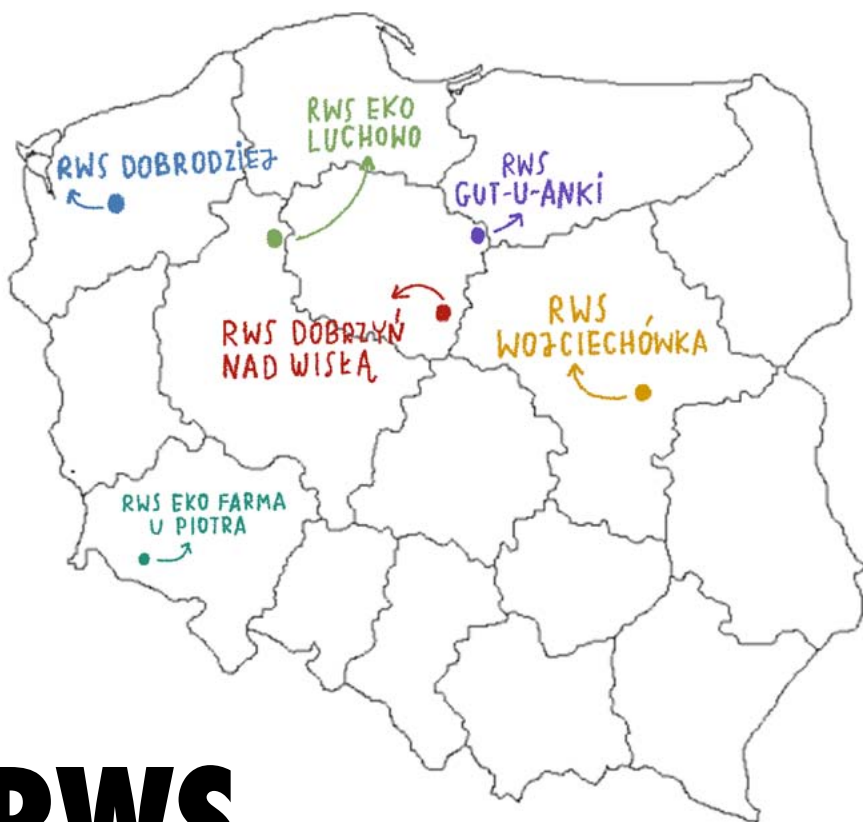 RWS EKO
LUCHOWO
RWS DOBRODZIEJ
RWS
GUT-U-ANKI
RWS DOBRZYŃ
NAD WISŁĄ
RWS
WOJCIECHÓWKA
RWS EKO FARMA
U PIOTRA
RWS